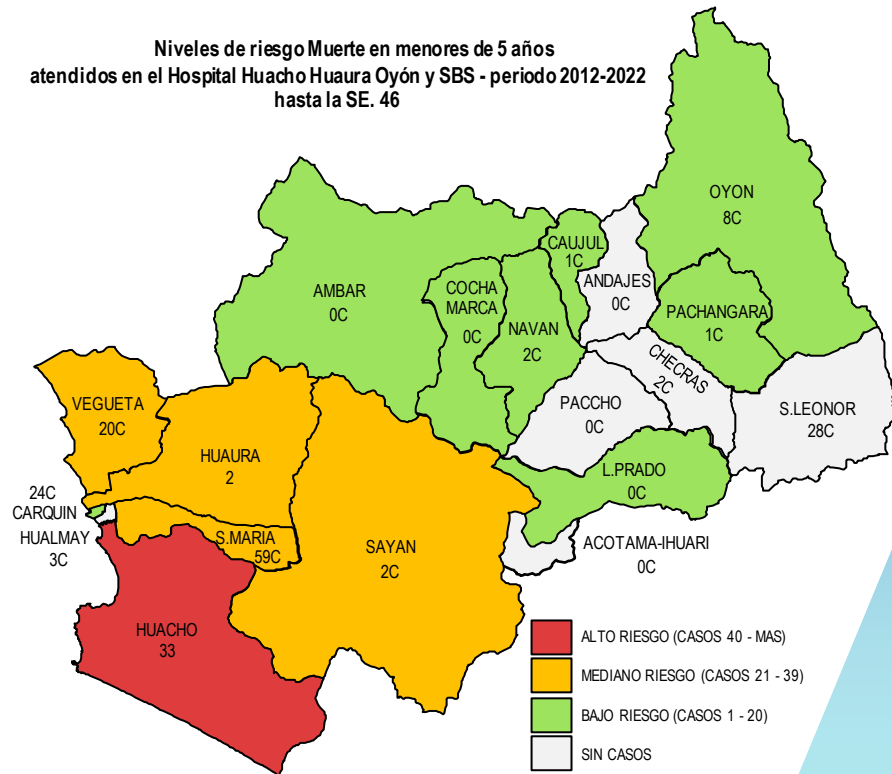 Niveles de riesgo Muerte en menores de 5 años
atendidos en el Hospital Huacho Huaura Oyón y SBS - periodo 2012-2022
hasta la SE. 46
OYON
8C
CAUJUL
1C
ANDAJES
0C
AMBAR
0C
COCHA
MARCA
0C
NAVAN
2C
PACHANGARA
1C
CHECRAS
2C
PACCHO
0C
S.LEONOR
28C
VEGUETA
20C
HUAURA
2
L.PRADO
0C
24C
CARQUIN
HUALMAY
3C
S.MARIA
59C
SAYAN
2C
ACOTAMA-IHUARI
0C
HUACHO
33
ALTO RIESGO (CASOS 40 - MAS)
MEDIANO RIESGO (CASOS 21 - 39)
BAJO RIESGO (CASOS 1 - 20)
SIN CASOS